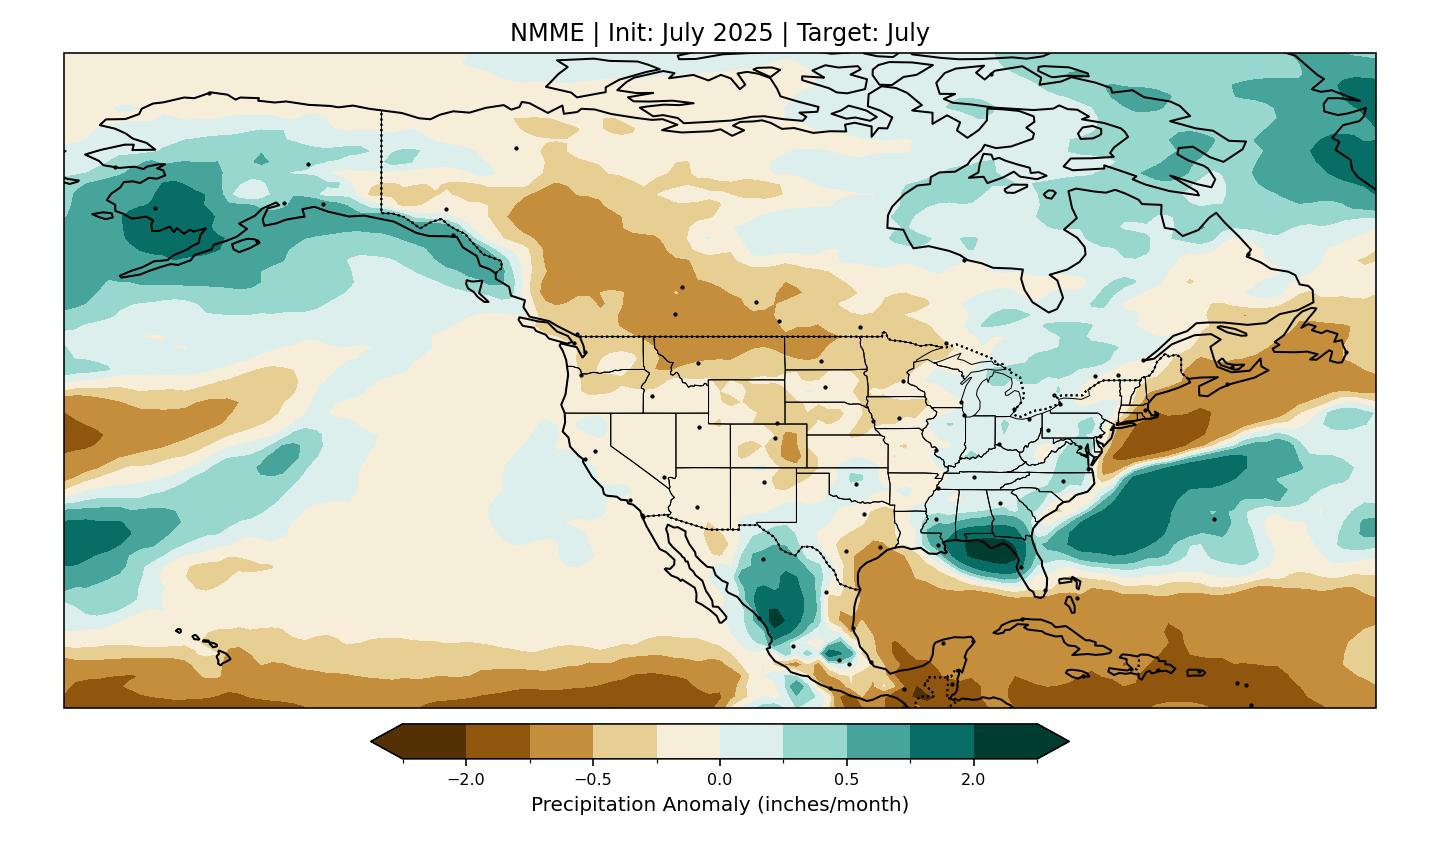 NMME | Init: July 2025 | Target: July
−2.0 −0.5 0.0 0.5 2.0
Precipitation Anomaly (inches/month)